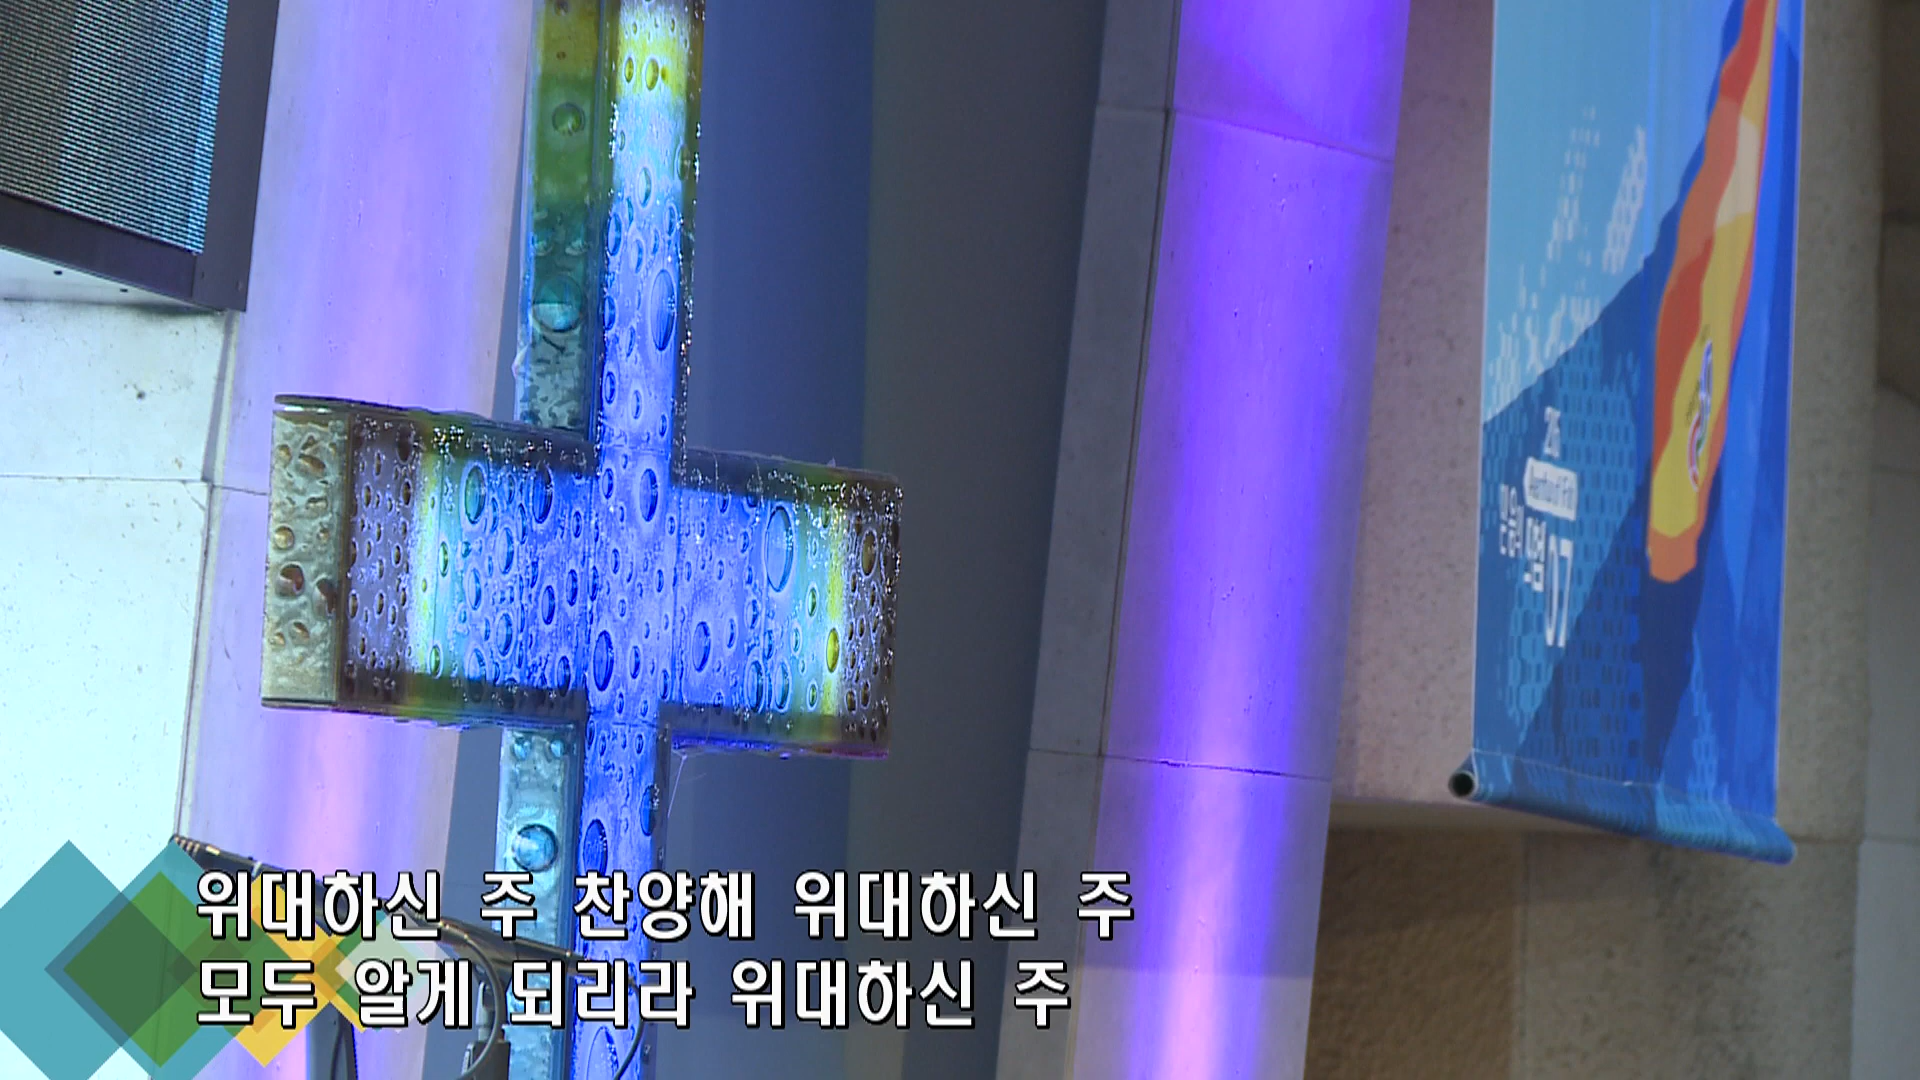 위대하신 주 찬양해 위대하신 주
모두 알게 되리라 위대하신 주
07